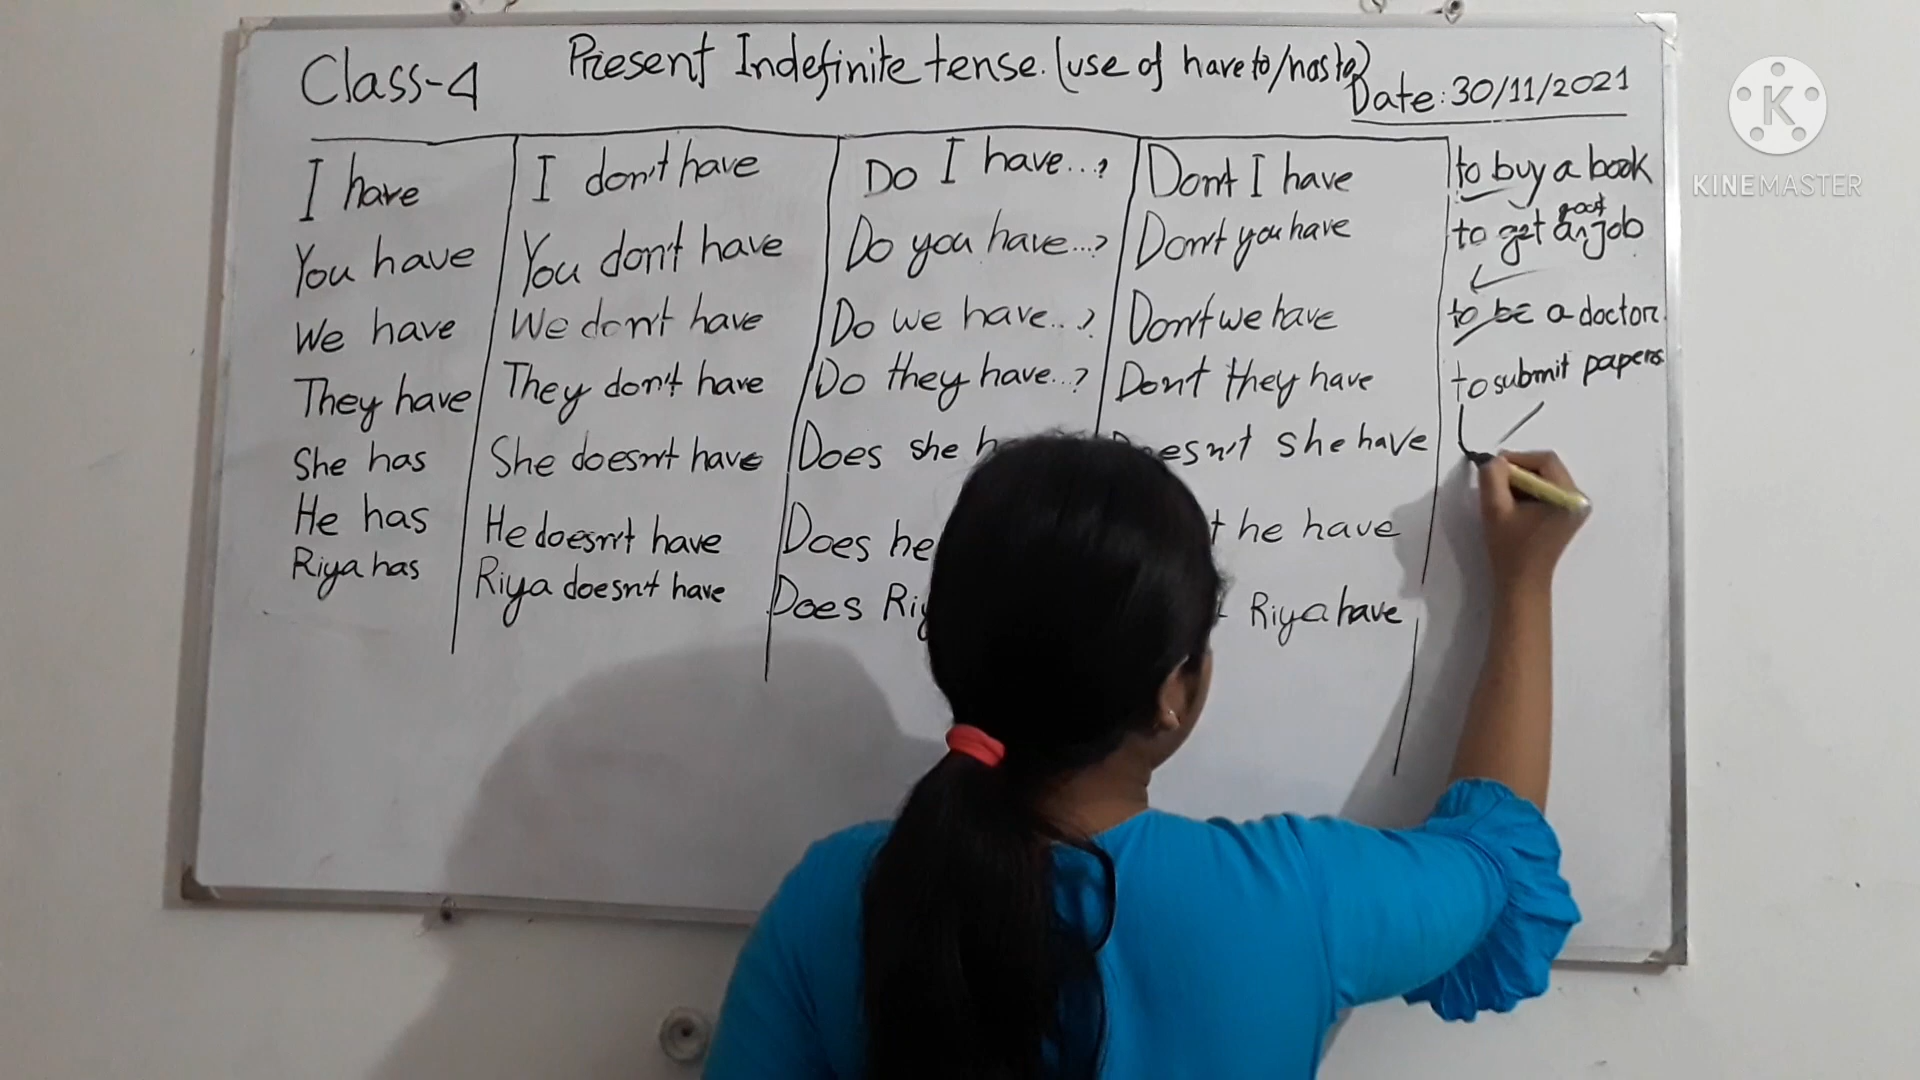 Class-4
Present Indefinite tense. (use of have to/has to)
Date: 30/11/2021
KINEMASTER
I have
You have
We have
They have
She has
He has
Riya has
I don't have
You don't have
We don't have
They don't have
She doesn't have
He doesn't have
Riya doesn't have
Do I have...?
Do you have...?
Do we have...?
Do they have...?
Does she
Does he
Does
Don't I have
Don't you have
Don't we have
Don't they have
she have
he have
Riya have
to buy a book
to get a good job
to be a doctor.
to submit papers